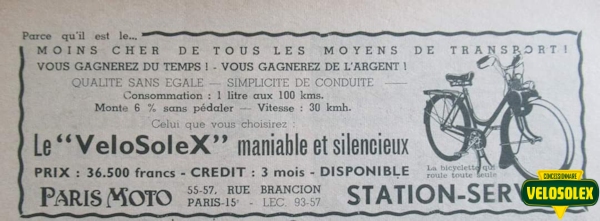 Parce qu'il est le...
MOINS CHER DE TOUS LES MOYENS DE TRANSPORT !
VOUS GAGNEREZ DU TEMPS ! - VOUS GAGNEREZ DE L'ARGENT !
QUALITE SANS EGALE — SIMPLICITE DE CONDUITE
Consommation : 1 litre aux 100 kms.
Monte 6 % sans pédaler — Vitesse : 30 kmh.
Celui que vous choisirez :
Le "VeloSoleX" maniable et silencieux
La bicyclette qui
roule toute seule
PRIX : 36.500 francs - CREDIT : 3 mois - DISPONIBLE
PARIS MOTO
55-57, RUE BRANCION
PARIS-15e - LEC. 93-57
STATION-SERV
CONCESSIONNAIRE
VELOSOLEX